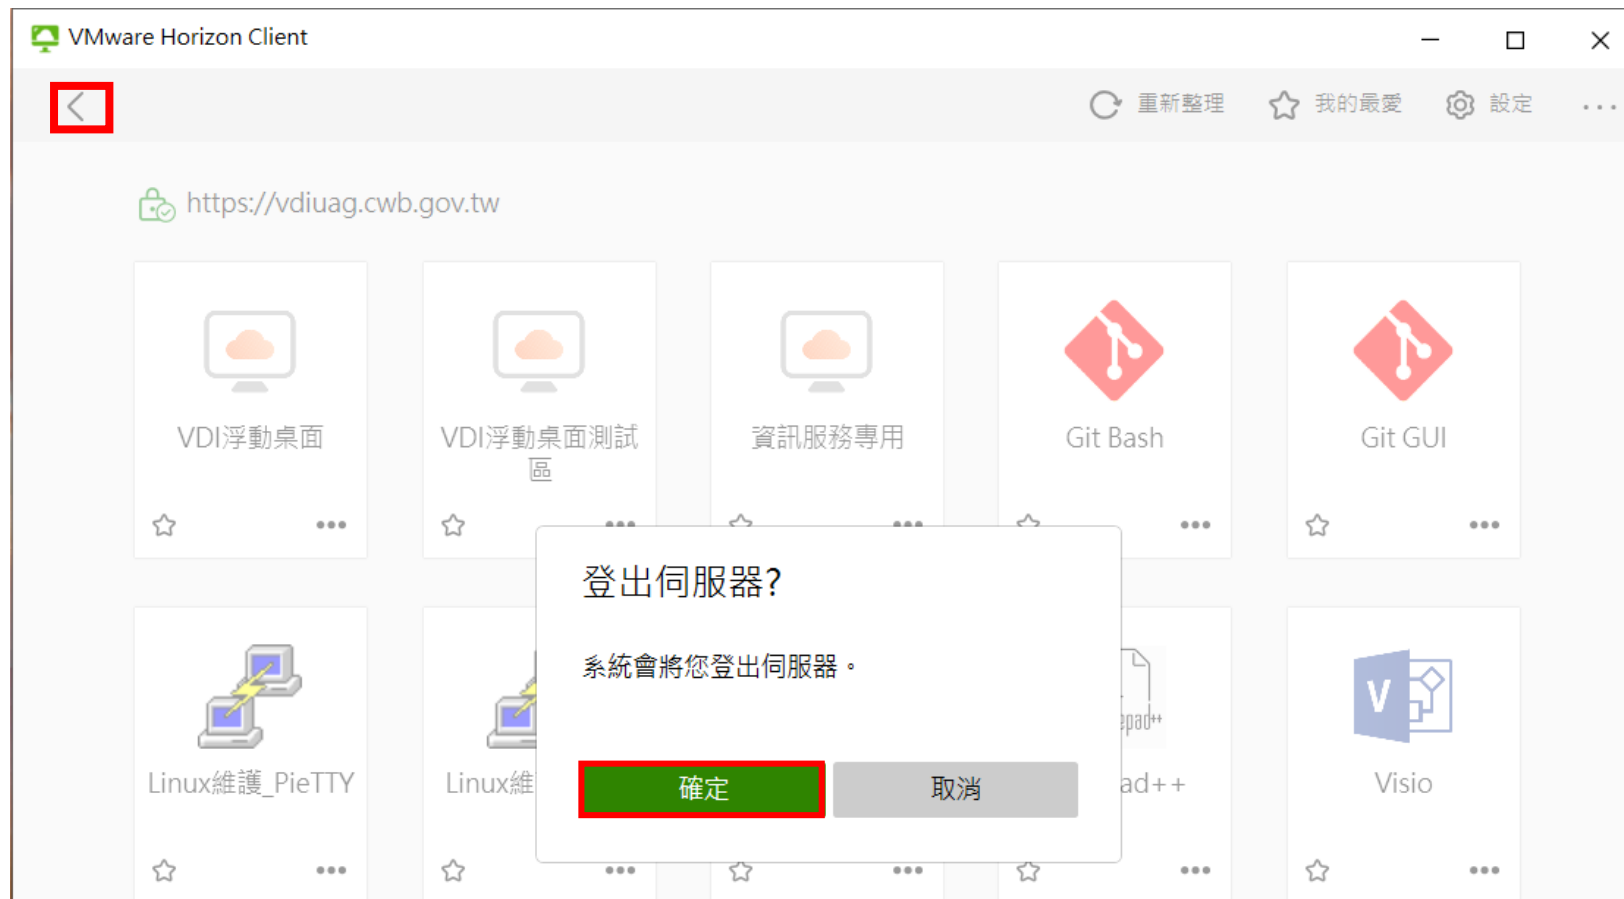 VMware Horizon Client
重新整理
我的最愛
設定
https://vdiuag.cwb.gov.tw
VDI浮動桌面
VDI浮動桌面測試
區
資訊服務專用
Git Bash
Git GUI
登出伺服器?
系統會將您登出伺服器。
確定
取消
Linux維護_PieTTY
Linux維
epad++
ad++
V
Visio